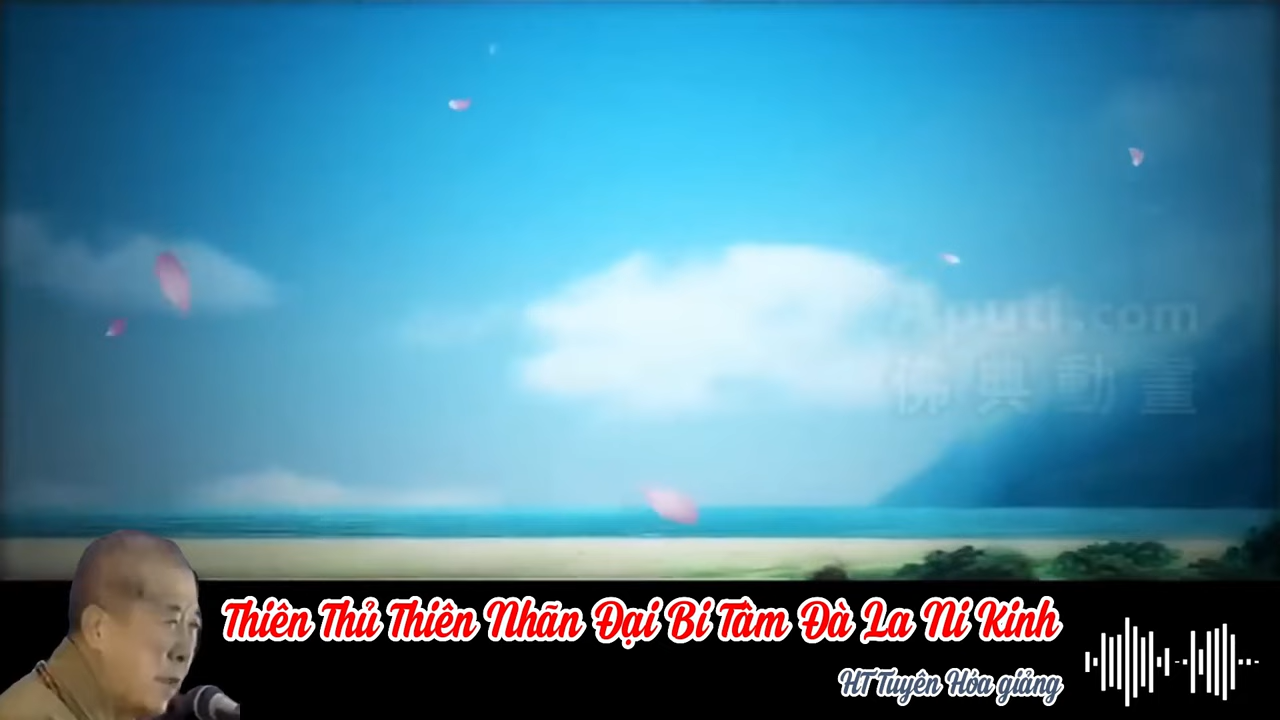 Aputi.com
佛典動畫
Thiên Thủ Thiên Nhãn Đại Bi Tâm Đà La Ni Kinh
HT Tuyên Hóa giảng